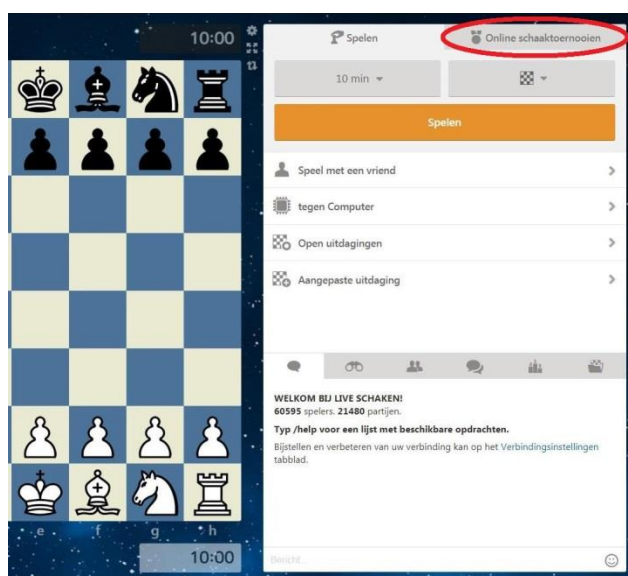 10:00
Spelen
Online schaaktoernooien
10 min
Spelen
Speel met een vriend
tegen Computer
Open uitdagingen
Aangepaste uitdaging
WELKOM BIJ LIVE SCHAKEN!
60595 spelers. 21480 partijen.
Typ /help voor een lijst met beschikbare opdrachten.
Bijstellen en verbeteren van uw verbinding kan op het Verbindingsinstellingen
tabblad.
e f g h
10:00
Bericht...